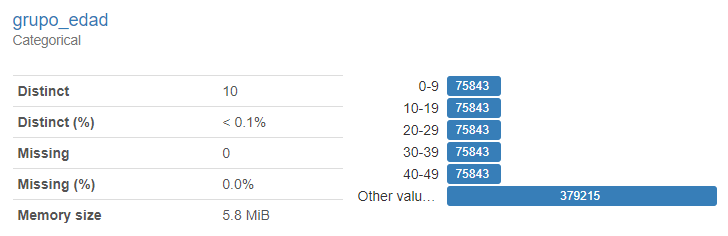 grupo_edad
Categorical
Distinct 10
Distinct (%) < 0.1%
Missing 0
Missing (%) 0.0%
Memory size 5.8 MiB
0-9 75843
10-19 75843
20-29 75843
30-39 75843
40-49 75843
Other valu… 379215